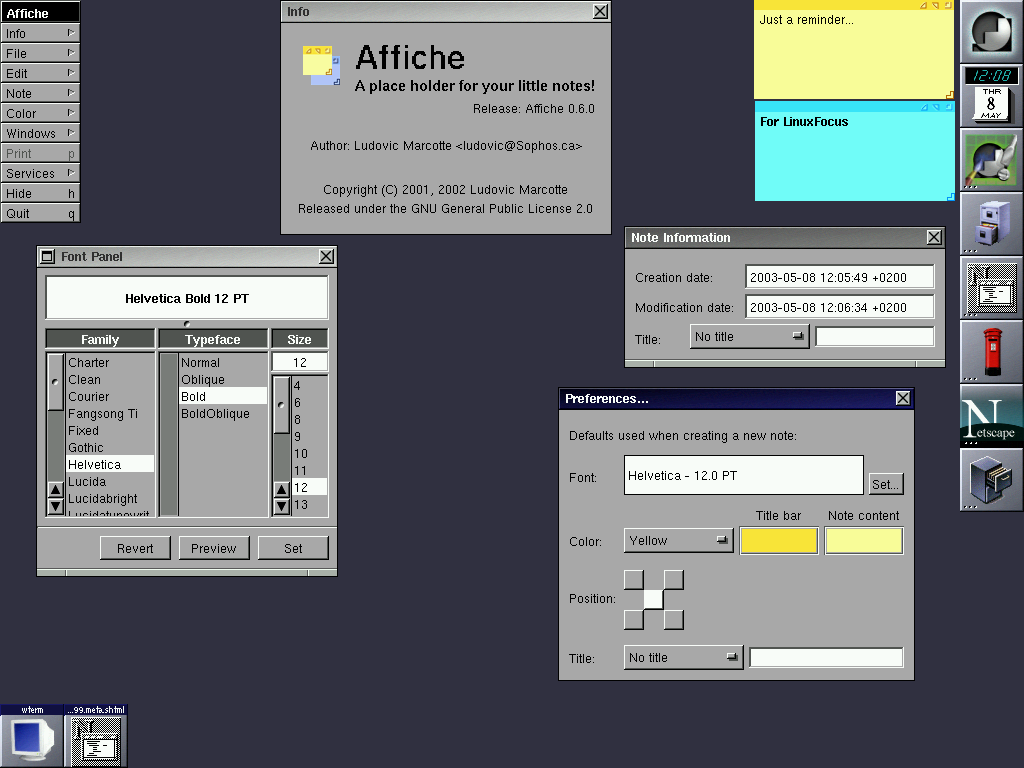 Affiche
Info
File
Edit
Note
Color
Windows
Print p
Services
Hide h
Quit q
Info
Affiche
A place holder for your little notes!
Release: Affiche 0.6.0
Author: Ludovic Marcotte <ludovic@Sophos.ca>
Copyright (C) 2001, 2002 Ludovic Marcotte
Released under the GNU General Public License 2.0
Just a reminder...
For LinuxFocus
12:08
THR
8
MAY
Note Information
Creation date: 2003-05-08 12:05:49 +0200
Modification date: 2003-05-08 12:06:34 +0200
Title: No title
Font Panel
Helvetica Bold 12 PT
Family Typeface Size
12
Charter
Clean
Courier
Fangsong Ti
Fixed
Gothic
Helvetica
Lucida
Lucidabright
Normal
Oblique
Bold
BoldOblique
4
6
8
9
10
11
12
13
Revert Preview Set
Preferences...
Defaults used when creating a new note:
Font: Helvetica - 12.0 PT Set...
Title bar Note content
Color: Yellow
Position:
Title: No title
N
Netscape
wterm
...99.meta.shtml
N